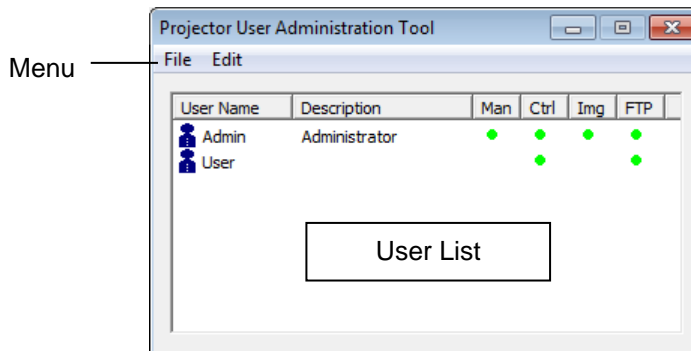 Projector User Administration Tool
Menu
File Edit
User Name Description Man Ctrl Img FTP
Admin Administrator
User
User List